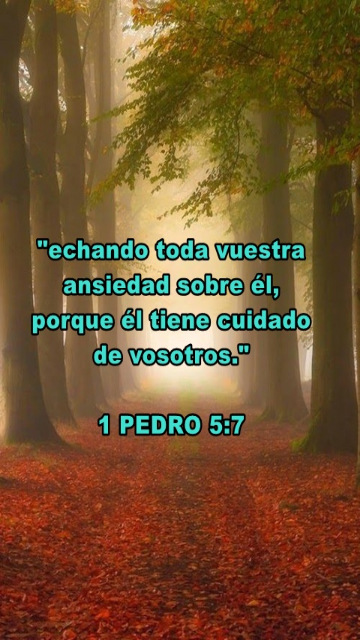 "echando toda vuestra
ansiedad sobre él,
porque él tiene cuidado
de vosotros."
1 PEDRO 5:7